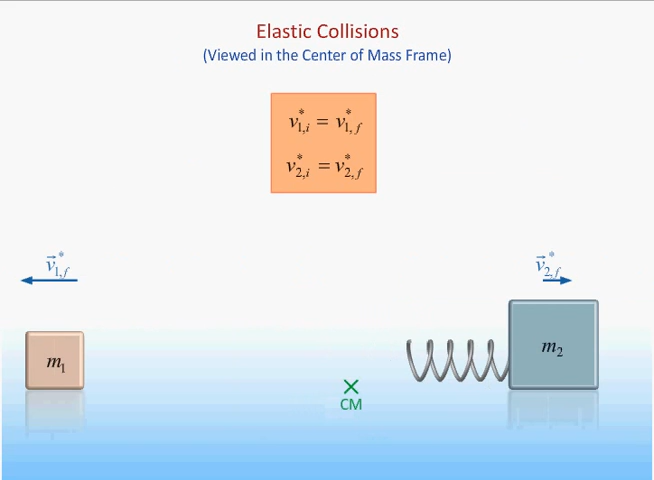 Elastic Collisions
(Viewed in the Center of Mass Frame)
v*1,i = v*1,f
v*2,i = v*2,f
v⃗*1,f
v⃗*2,f
m1
m2
CM